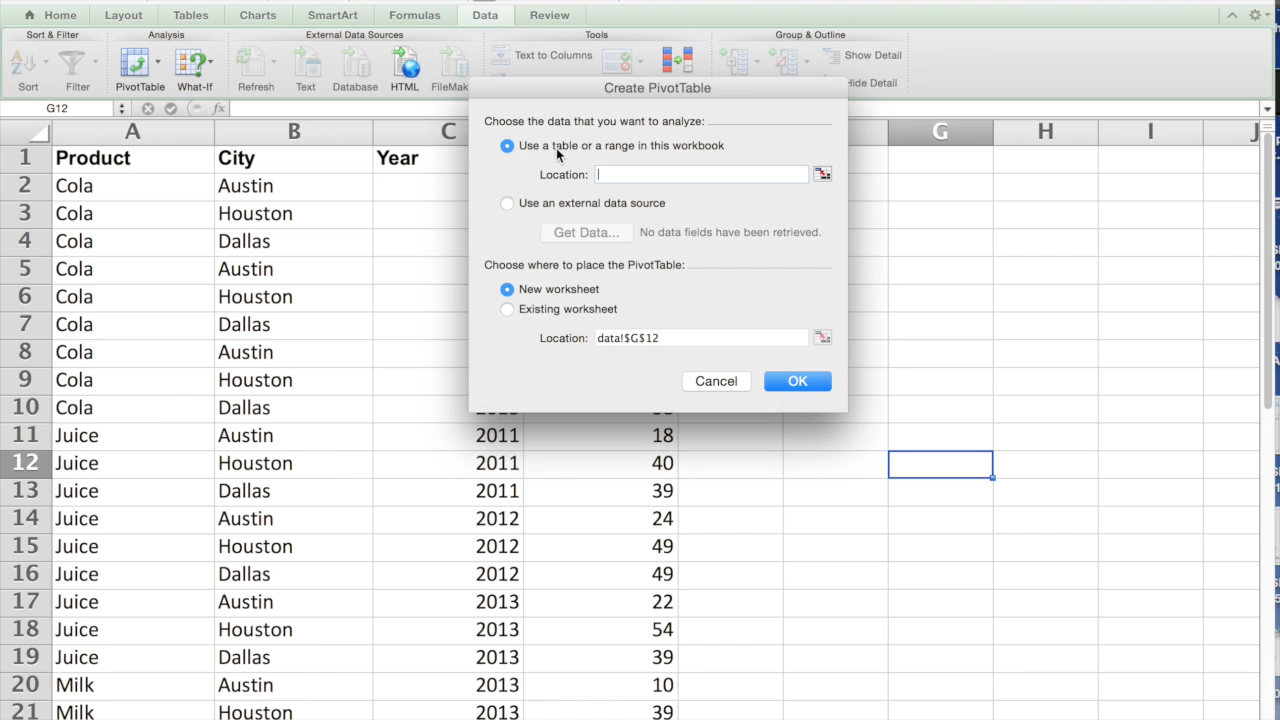 Home Layout Tables Charts SmartArt Formulas Data Review
Sort & Filter Analysis External Data Sources Tools Group & Outline
Text to Columns Show Detail
Hide Detail
Sort Filter PivotTable What-If Refresh Text Database HTML FileMak
G12 fx
Create PivotTable
Choose the data that you want to analyze:
Use a table or a range in this workbook
Location:
Use an external data source
Get Data... No data fields have been retrieved.
Choose where to place the PivotTable:
New worksheet
Existing worksheet
Location: data!$G$12
Cancel OK
A B C G H I J
1 Product City Year
2 Cola Austin
3 Cola Houston
4 Cola Dallas
5 Cola Austin
6 Cola Houston
7 Cola Dallas
8 Cola Austin
9 Cola Houston
10 Cola Dallas
11 Juice Austin 2011 18
12 Juice Houston 2011 40
13 Juice Dallas 2011 39
14 Juice Austin 2012 24
15 Juice Houston 2012 49
16 Juice Dallas 2012 49
17 Juice Austin 2013 22
18 Juice Houston 2013 54
19 Juice Dallas 2013 39
20 Milk Austin 2013 10
21 Milk Houston 2013 39